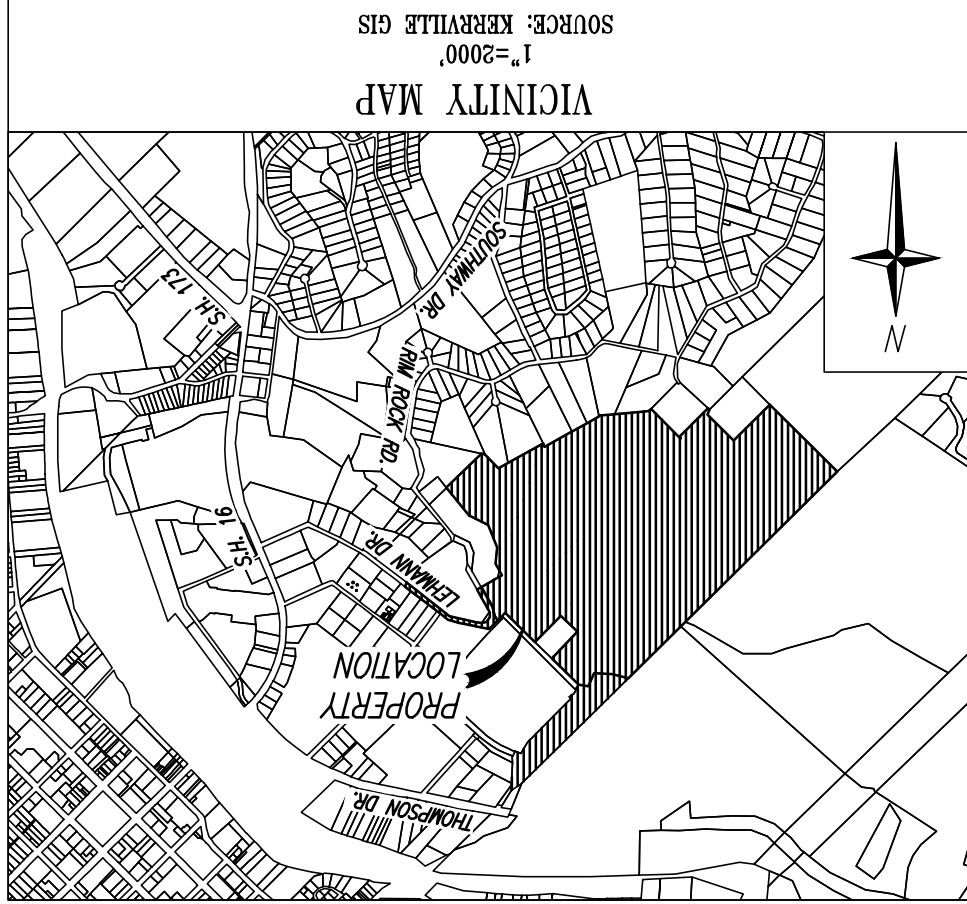 THOMPSON DR.
PROPERTY
LOCATION
LEHMANN DR.
S.H. 16
RIM ROCK RD.
S.H. 173
SOUTHWAY DR.
N
VICINITY MAP
1"=2000'
SOURCE: KERRVILLE GIS